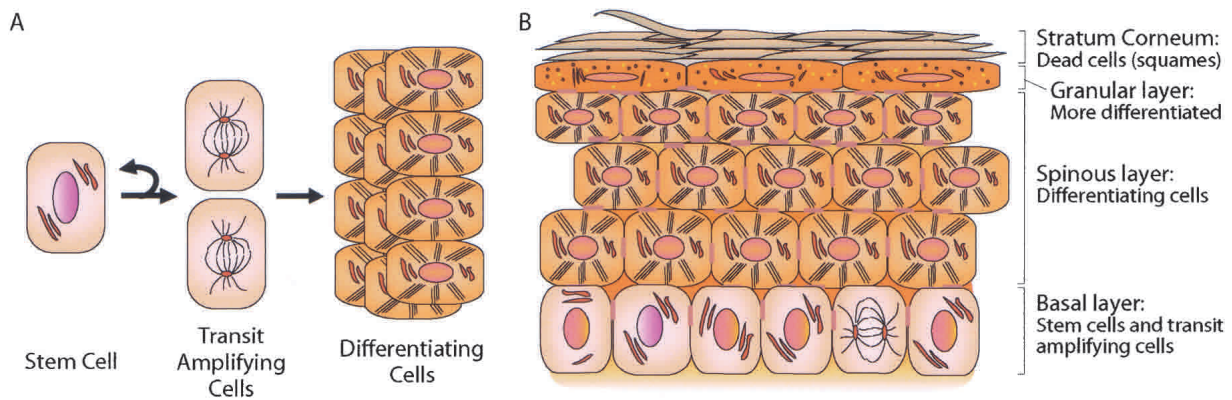 A
Stem Cell
Transit
Amplifying
Cells
Differentiating
Cells
B
Stratum Corneum:
Dead cells (squames)
Granular layer:
More differentiated
Spinous layer:
Differentiating cells
Basal layer:
Stem cells and transit
amplifying cells